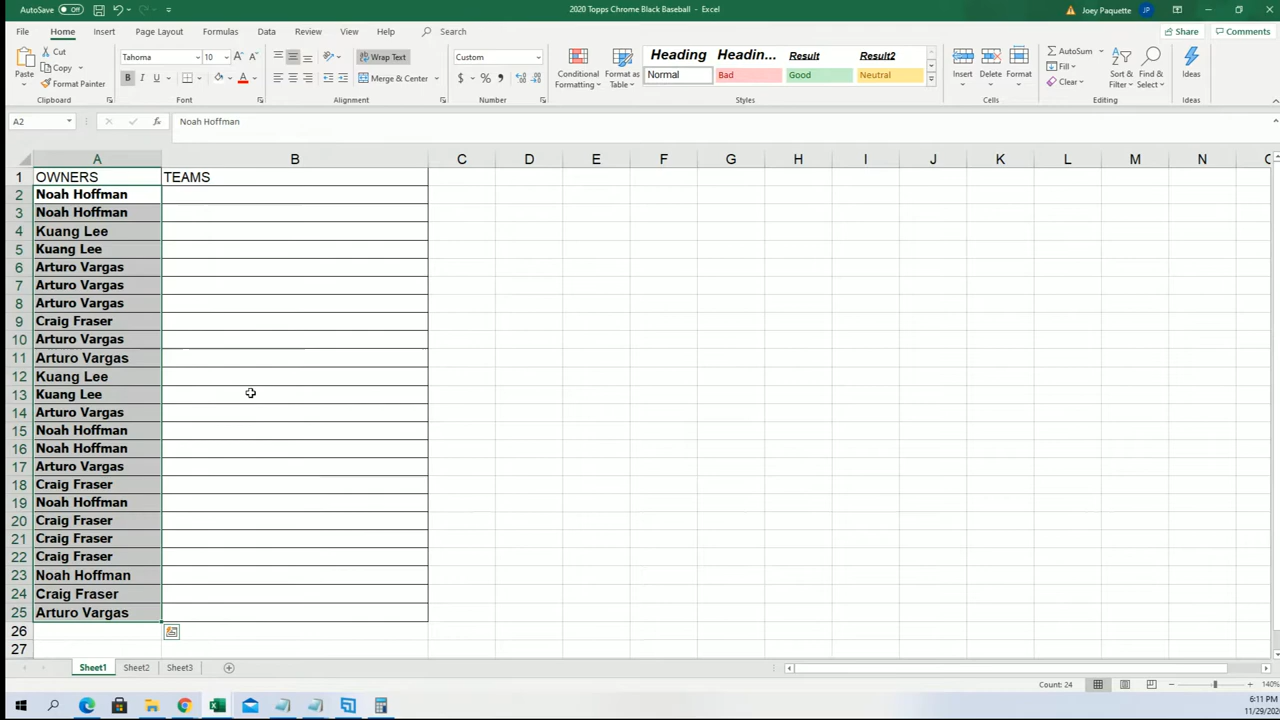 AutoSave Off 2020 Topps Chrome Black Baseball - Excel Joey Paquette JP
File Home Insert Page Layout Formulas Data Review View Help Search Share Comments
Paste Cut Copy Format Painter Clipboard
Tahoma 10 A A B I U A Font
Wrap Text Merge & Center Alignment
Custom $ % , Number
Conditional Formatting Format as Table
Heading Headin... Result Result2
Normal Bad Good Neutral Styles
Insert Delete Format Cells
AutoSum Fill Clear Sort & Filter Find & Select Editing
Ideas Ideas
A2 fx Noah Hoffman
A B C D E F G H I J K L M N
1 OWNERS TEAMS
2 Noah Hoffman
3 Noah Hoffman
4 Kuang Lee
5 Kuang Lee
6 Arturo Vargas
7 Arturo Vargas
8 Arturo Vargas
9 Craig Fraser
10 Arturo Vargas
11 Arturo Vargas
12 Kuang Lee
13 Kuang Lee
14 Arturo Vargas
15 Noah Hoffman
16 Noah Hoffman
17 Arturo Vargas
18 Craig Fraser
19 Noah Hoffman
20 Craig Fraser
21 Craig Fraser
22 Craig Fraser
23 Noah Hoffman
24 Craig Fraser
25 Arturo Vargas
26
27
Sheet1 Sheet2 Sheet3
Count: 24 140%
6:11 PM